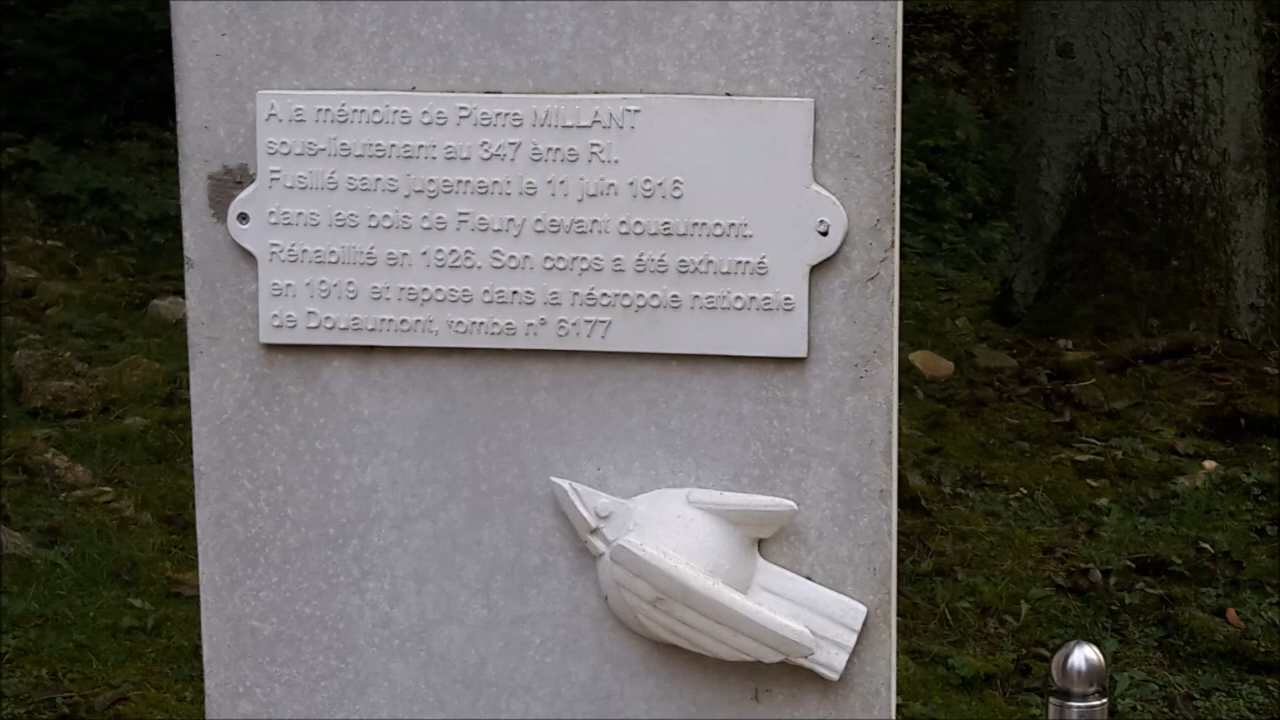 A la mémoire de Pierre MILLANT
sous-lieutenant au 347 ème RI.
Fusillé sans jugement le 11 juin 1916
dans les bois de Fleury devant douaumont.
Réhabilité en 1926. Son corps a été exhumé
en 1919 et repose dans la nécropole nationale
de Douaumont, tombe n° 6177